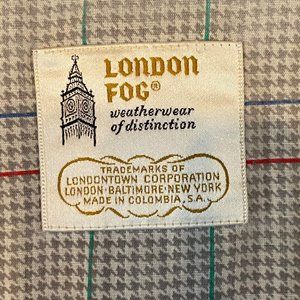 LONDON
FOG®
weatherwear
of distinction
TRADEMARKS OF
LONDONTOWN CORPORATION
LONDON·BALTIMORE·NEW YORK
MADE IN COLOMBIA, S.A.